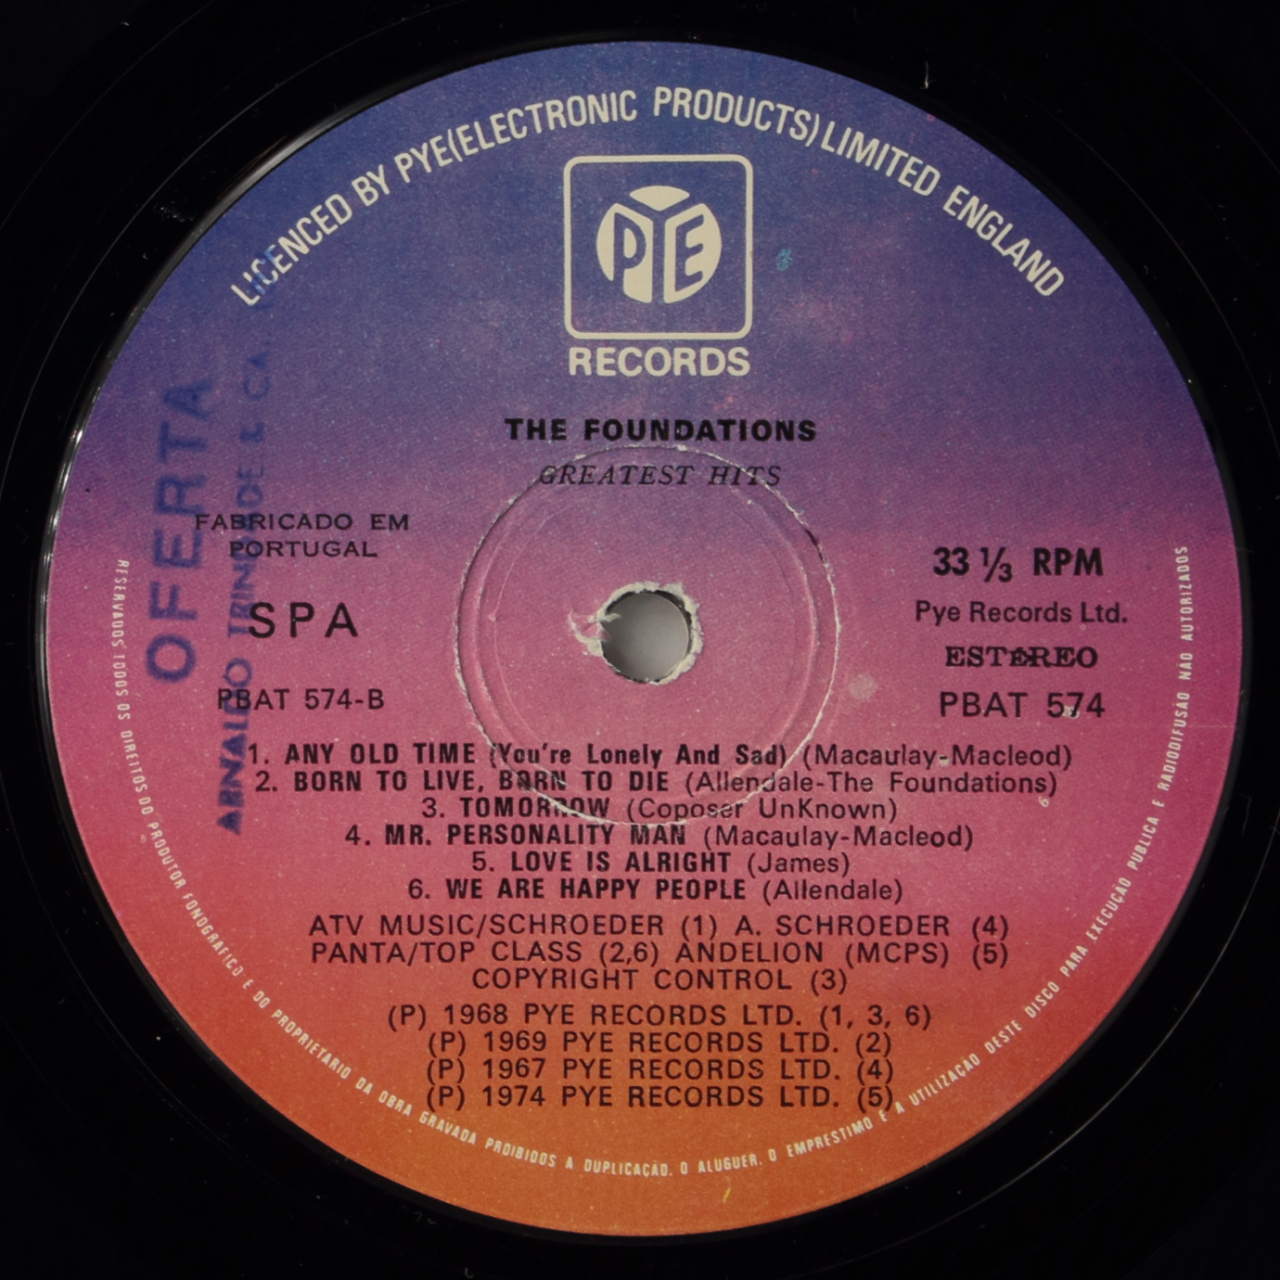 LICENCED BY PYE(ELECTRONIC PRODUCTS)LIMITED ENGLAND
PYE
RECORDS
THE FOUNDATIONS
GREATEST HITS
FABRICADO EM
PORTUGAL
SPA
PBAT 574-B
33 1/3 RPM
Pye Records Ltd.
ESTEREO
PBAT 574
OFERTA
ARNALDO TRINDADE & CA.
1. ANY OLD TIME (You're Lonely And Sad) (Macaulay-Macleod)
2. BORN TO LIVE, BORN TO DIE (Allendale-The Foundations)
3. TOMORROW (Coposer UnKnown)
4. MR. PERSONALITY MAN (Macaulay-Macleod)
5. LOVE IS ALRIGHT (James)
6. WE ARE HAPPY PEOPLE (Allendale)
ATV MUSIC/SCHROEDER (1) A. SCHROEDER (4)
PANTA/TOP CLASS (2,6) ANDELION (MCPS) (5)
COPYRIGHT CONTROL (3)
(P) 1968 PYE RECORDS LTD. (1, 3, 6)
(P) 1969 PYE RECORDS LTD. (2)
(P) 1967 PYE RECORDS LTD. (4)
(P) 1974 PYE RECORDS LTD. (5)
RESERVADOS TODOS OS DIREITOS DO PRODUTOR FONOGRAFICO E DO PROPRIETARIO DA OBRA GRAVADA PROIBIDOS A DUPLICAÇÃO. O ALUGUER. O EMPRESTIMO E A UTILIZAÇÃO DESTE DISCO PARA EXECUÇÃO PUBLICA E RADIODIFUSÃO NÃO AUTORIZADOS